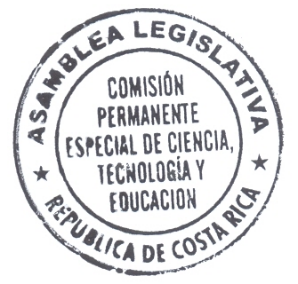 ASAMBLEA LEGISLATIVA
COMISIÓN
PERMANENTE
ESPECIAL DE CIENCIA,
TECNOLOGÍA Y
EDUCACION
REPUBLICA DE COSTA RICA